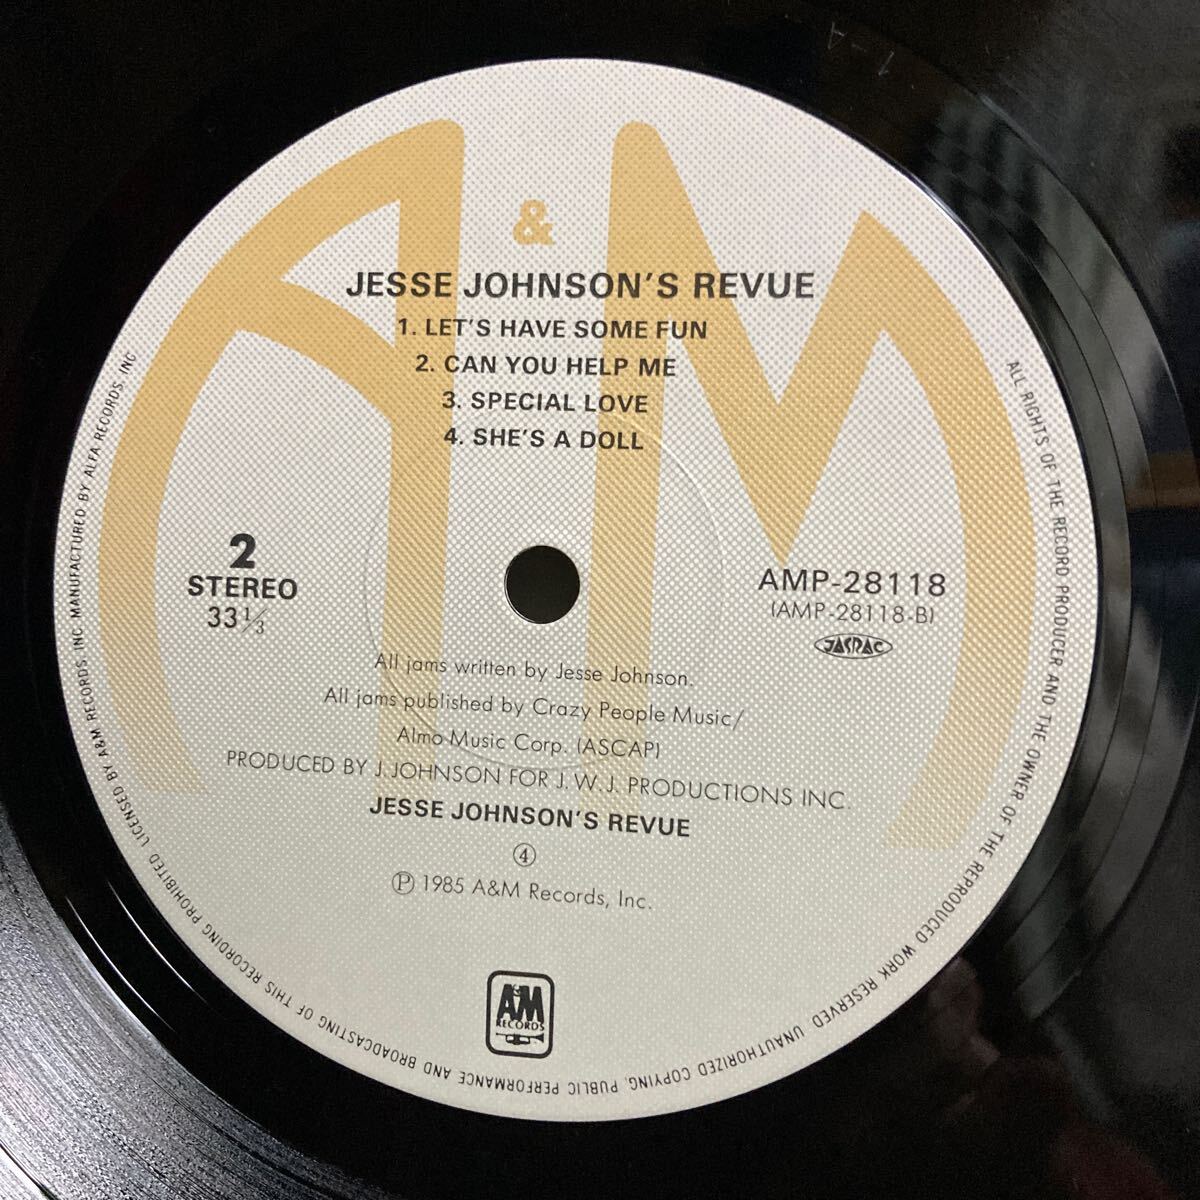 A & M
JESSE JOHNSON'S REVUE
1. LET'S HAVE SOME FUN
2. CAN YOU HELP ME
3. SPECIAL LOVE
4. SHE'S A DOLL
2
STEREO
33 1/3
AMP-28118
(AMP-28118-B)
JASRAC
All jams written by Jesse Johnson.
All jams published by Crazy People Music/
Almo Music Corp. (ASCAP)
PRODUCED BY J. JOHNSON FOR J. W. J. PRODUCTIONS INC.
JESSE JOHNSON'S REVUE
④
Ⓟ 1985 A&M Records, Inc.
A&M
RECORDS
ALL RIGHTS OF THE RECORD PRODUCER AND THE OWNER OF THE REPRODUCED WORK RESERVED UNAUTHORIZED COPYING, PUBLIC PERFORMANCE AND BROADCASTING OF THIS RECORDING PROHIBITED LICENSED BY A&M RECORDS, INC MANUFACTURED BY ALFA RECORDS, INC
1-A